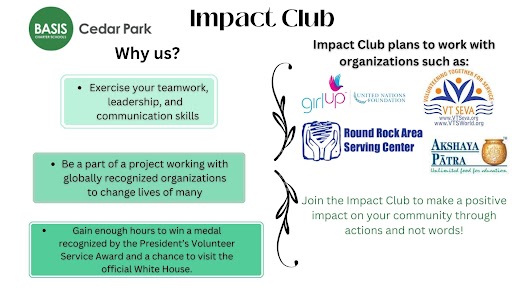 Impact Club
BASIS
CHARTER SCHOOLS
Cedar Park
Why us?
• Exercise your teamwork,
leadership, and
communication skills
• Be a part of a project working with
globally recognized organizations
to change lives of many
• Gain enough hours to win a medal
recognized by the President's Volunteer
Service Award and a chance to visit the
official White House.
Impact Club plans to work with
organizations such as:
girl up
UNITED NATIONS
FOUNDATION
VOLUNTEERING TOGETHER FOR SERVICE
VT SEVA
www.VTSeva.org
www.VTSWorld.org
Round Rock Area
Serving Center
AKSHAYA
PATRA
Unlimited food for education
Join the Impact Club to make a positive
impact on your community through
actions and not words!